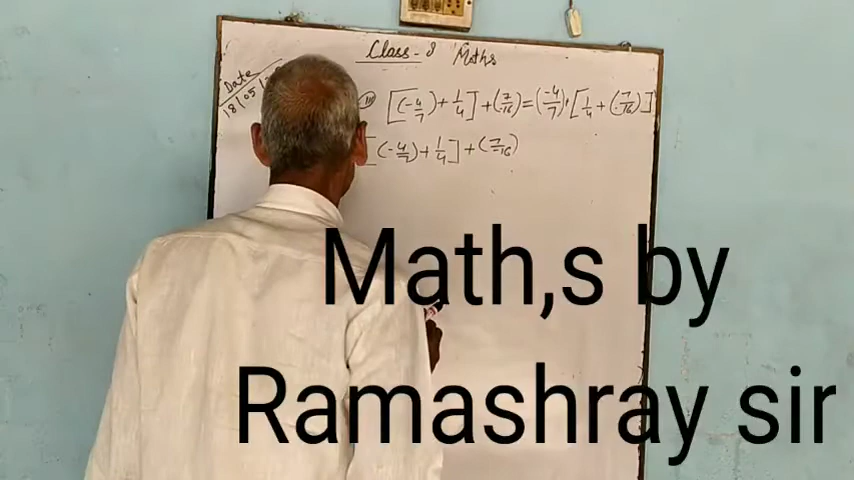 Class - 8 Maths
Date
18/05/
(iii) [(-4/7) + 1/4] + (7/-16) = (-4/7) + [1/4 + (7/-16)]
[(-4/7) + 1/4] + (7/-16)
Math,s by
Ramashray sir